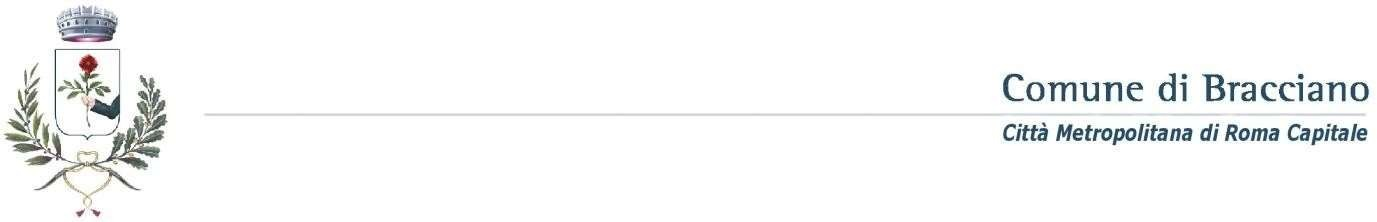 Comune di Bracciano
Città Metropolitana di Roma Capitale